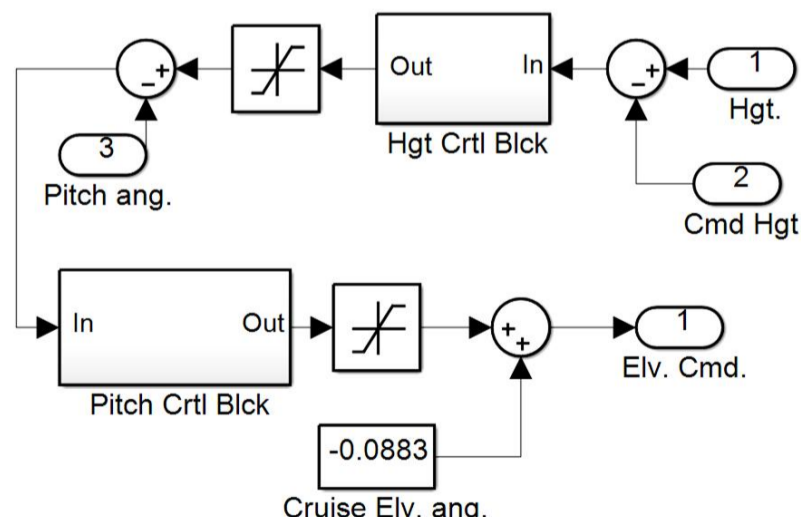 1
Hgt.
2
Cmd Hgt
In
Out
Hgt Crtl Blck
+
−
+
−
3
Pitch ang.
In
Out
Pitch Crtl Blck
+
+
-0.0883
Cruise Elv. ang.
1
Elv. Cmd.